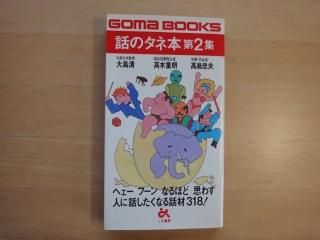 GOMA BOOKS
話のタネ本 第2集
大島清
高木重朗
高島忠夫
ヘェー フーン なるほど 思わず
人に話したくなる話材318!